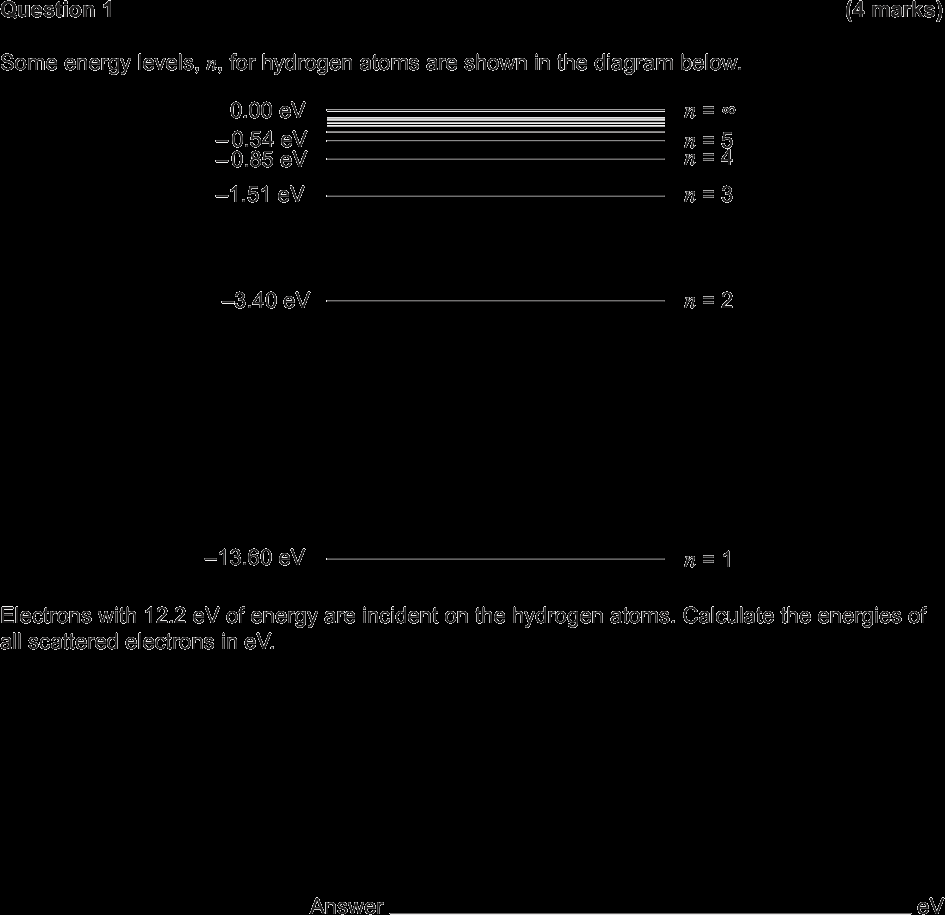 Question 1 (4 marks)
Some energy levels, n, for hydrogen atoms are shown in the diagram below.
0.00 eV n = ∞
–0.54 eV n = 5
–0.85 eV n = 4
–1.51 eV n = 3
–3.40 eV n = 2
–13.60 eV n = 1
Electrons with 12.2 eV of energy are incident on the hydrogen atoms. Calculate the energies of
all scattered electrons in eV.
Answer ______________________________ eV